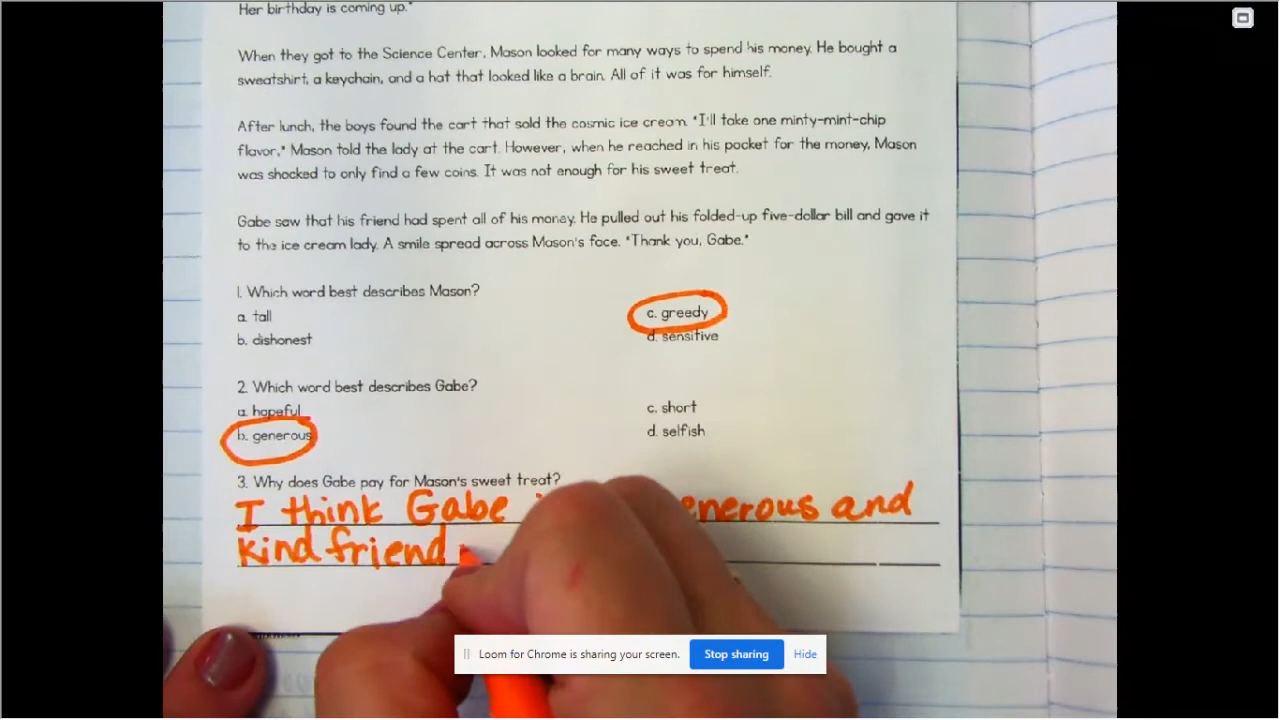 Her birthday is coming up."
When they got to the Science Center, Mason looked for many ways to spend his money. He bought a
sweatshirt, a keychain, and a hat that looked like a brain. All of it was for himself.
After lunch, the boys found the cart that sold the cosmic ice cream. "I'll take one minty-mint-chip
flavor," Mason told the lady at the cart. However, when he reached in his pocket for the money, Mason
was shocked to only find a few coins. It was not enough for his sweet treat.
Gabe saw that his friend had spent all of his money. He pulled out his folded-up five-dollar bill and gave it
to the ice cream lady. A smile spread across Mason's face. "Thank you, Gabe."
1. Which word best describes Mason?
a. tall
b. dishonest
c. greedy
d. sensitive
2. Which word best describes Gabe?
a. hopeful
b. generous
c. short
d. selfish
3. Why does Gabe pay for Mason's sweet treat?
I think Gabe and
kind friend
Loom for Chrome is sharing your screen. Stop sharing Hide